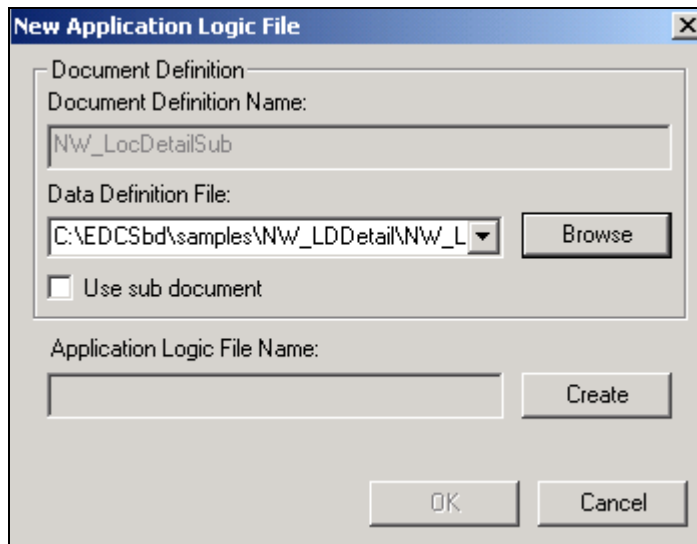 New Application Logic File
Document Definition
Document Definition Name:
NW_LocDetailSub
Data Definition File:
C:\EDCSbd\samples\NW_LDDetail\NW_L
Browse
Use sub document
Application Logic File Name:
Create
OK
Cancel